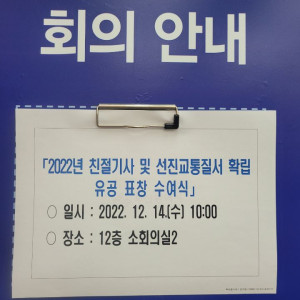 회의 안내
「2022년 친절기사 및 선진교통질서 확립
유공 표창 수여식」
○ 일시 : 2022. 12. 14.(수) 10:00
○ 장소 : 12층 소회의실2